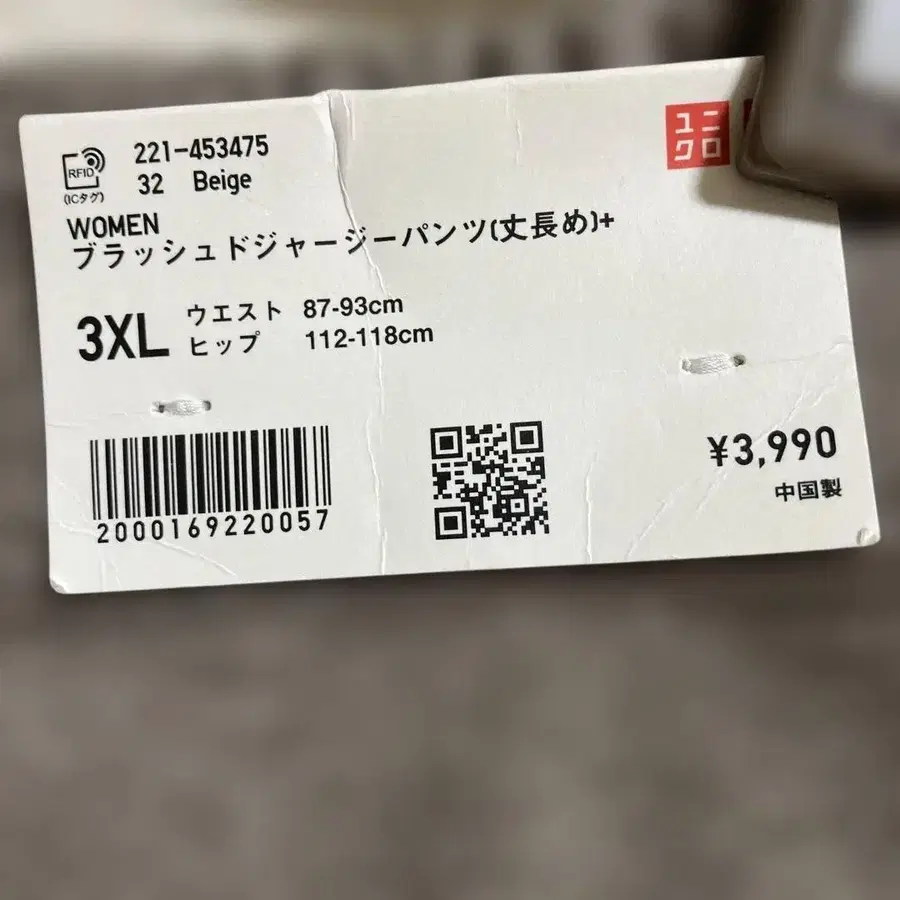 221-453475
RFID
32 Beige
(ICタグ)
WOMEN
ブラッシュドジャージーパンツ(丈長め)+
3XL
ウエスト 87-93cm
ヒップ 112-118cm
2000169220057
ユニ
クロ
¥3,990
中国製